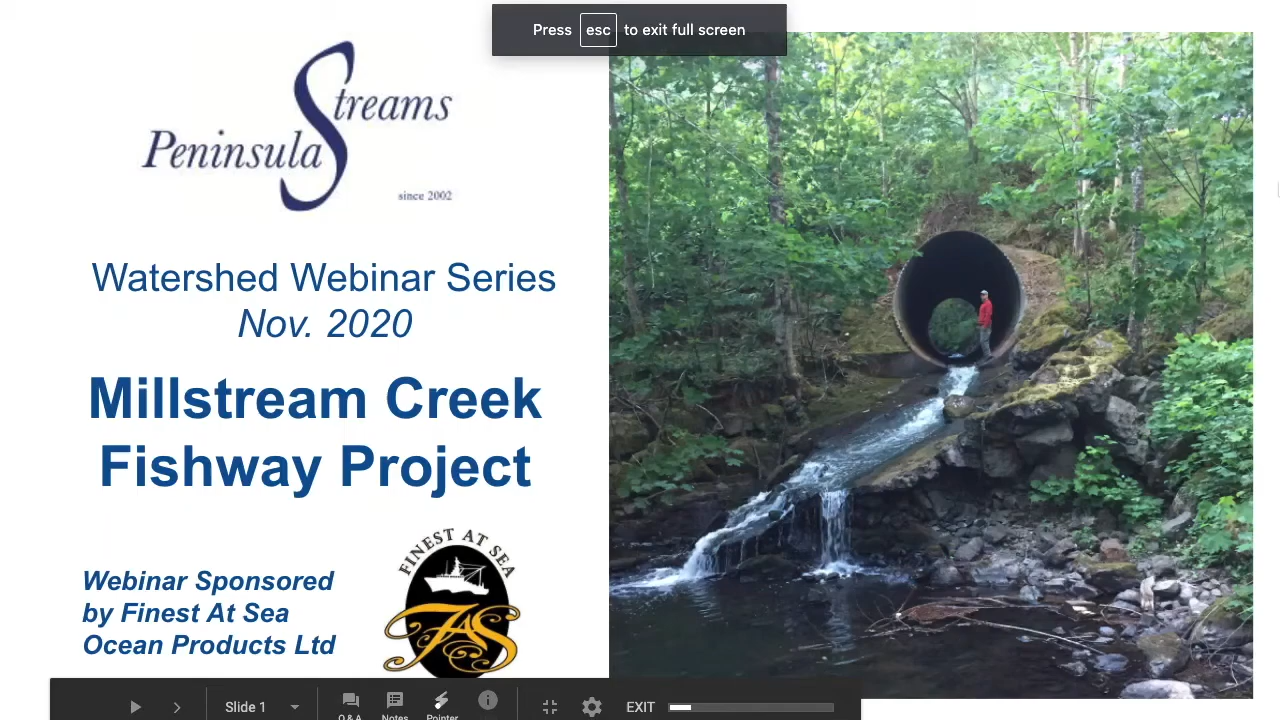 Press esc to exit full screen
Peninsula Streams
since 2002
Watershed Webinar Series
Nov. 2020
Millstream Creek
Fishway Project
Webinar Sponsored
by Finest At Sea
Ocean Products Ltd
FINEST AT SEA
FAS
Slide 1
Q&A
Notes
Pointer
EXIT